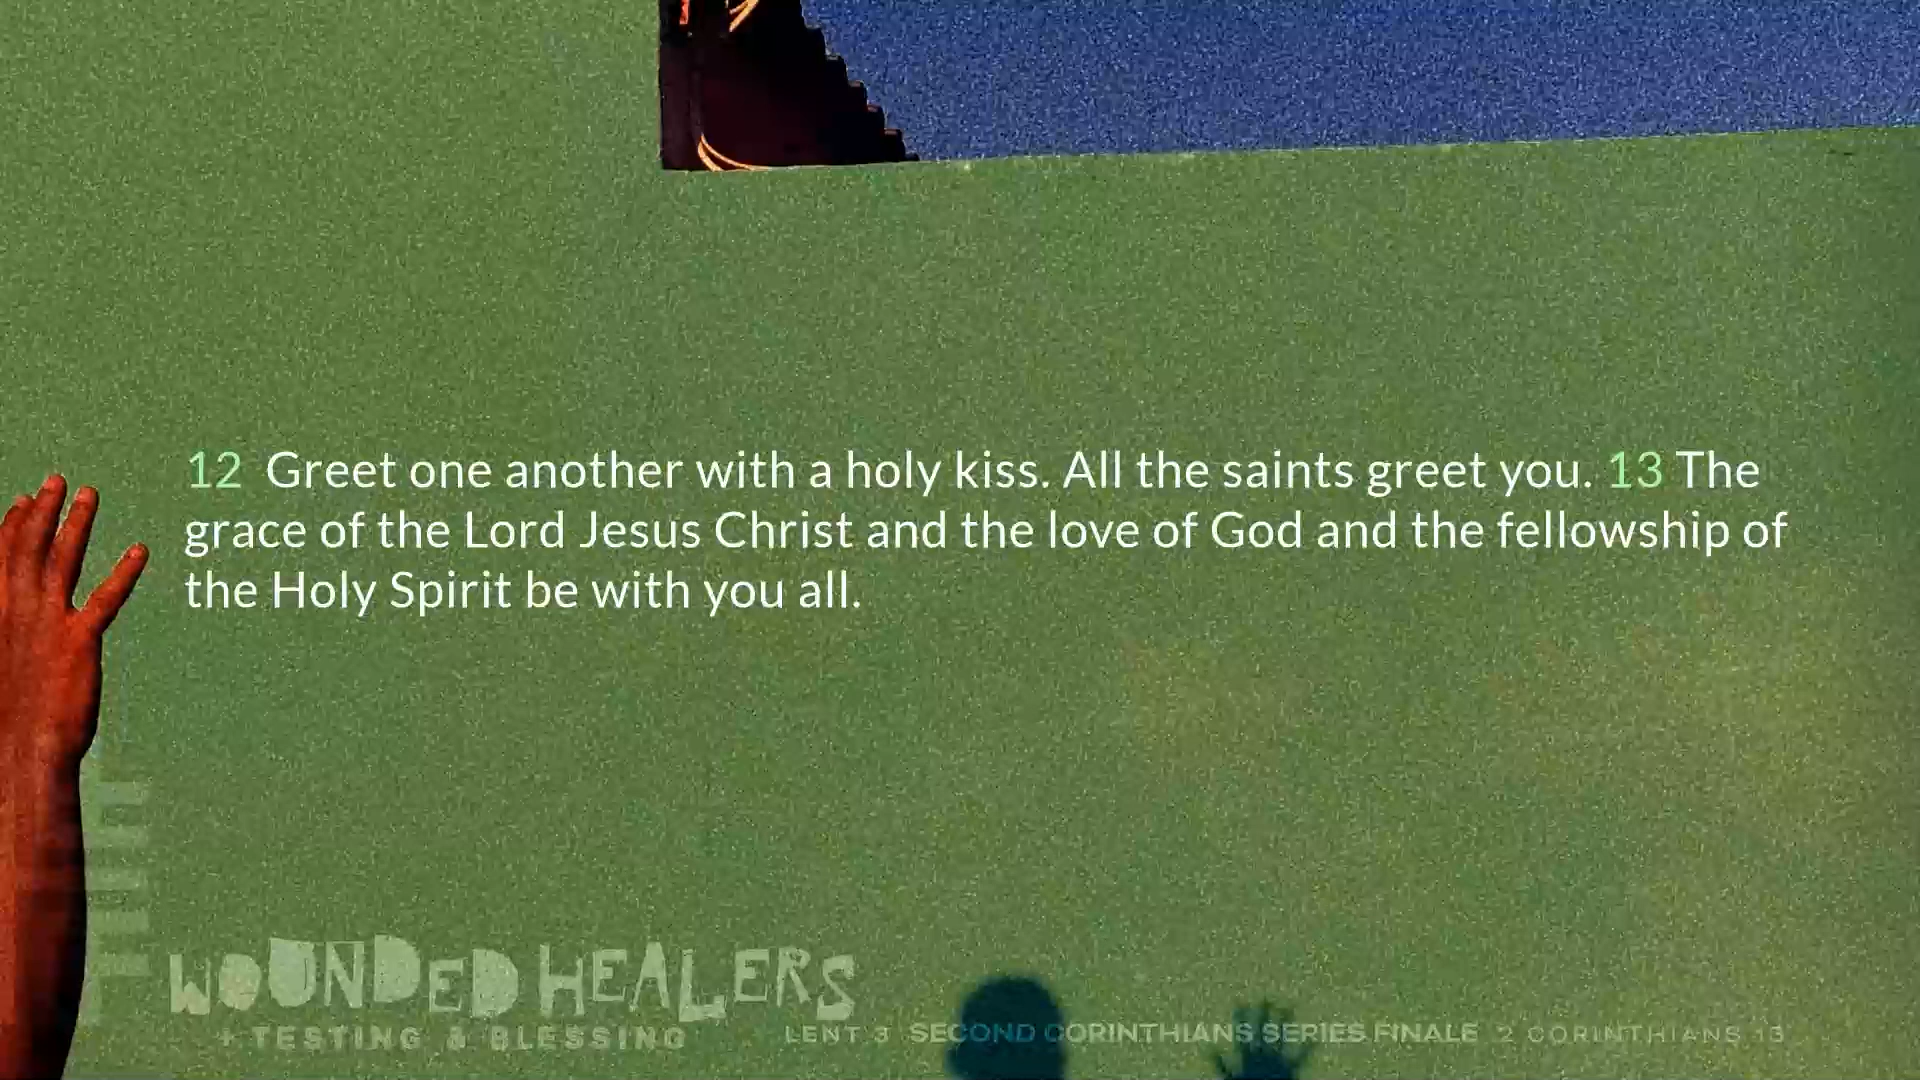 12 Greet one another with a holy kiss. All the saints greet you. 13 The
grace of the Lord Jesus Christ and the love of God and the fellowship of
the Holy Spirit be with you all.
WOUNDED HEALERS
+ TESTING & BLESSING
LENT 3 SECOND CORINTHIANS SERIES FINALE 2 CORINTHIANS 13